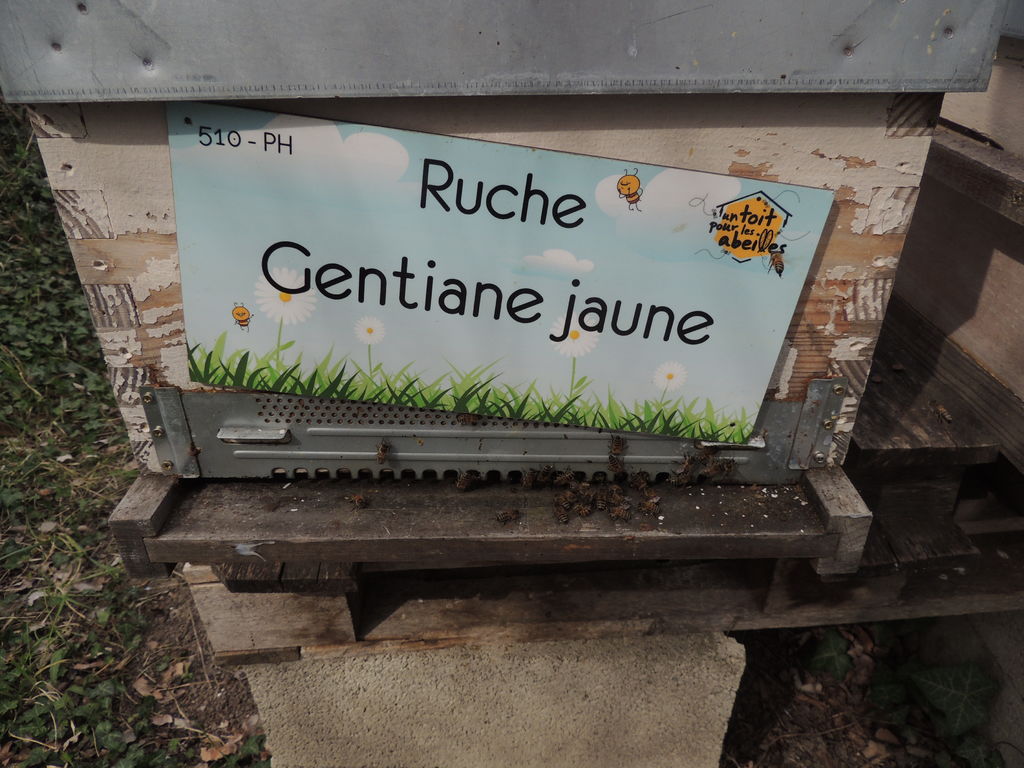 510 - PH
Ruche
Gentiane jaune
un toit
pour les
abeilles